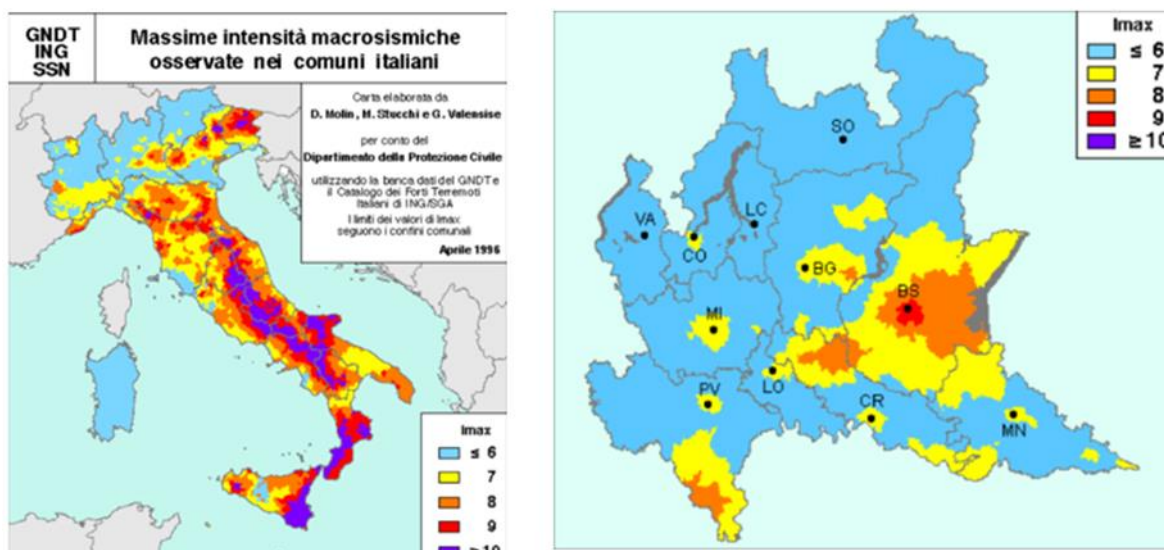 GNDT
ING
SSN
Massime intensità macrosismiche
osservate nei comuni italiani
Carta elaborata da
D. Molin, M. Stucchi e G. Valensise
per conto del
Dipartimento della Protezione Civile
utilizzando la banca dati del GNDT e
il Catalogo dei Forti Terremoti
Italiani di ING/SGA
I limiti dei valori di Imax
seguono i confini comunali
Aprile 1996
Imax
≤ 6
7
8
9
≥ 10
Imax
≤ 6
7
8
9
≥ 10
SO
VA
CO
LC
BG
BS
MI
LO
PV
CR
MN